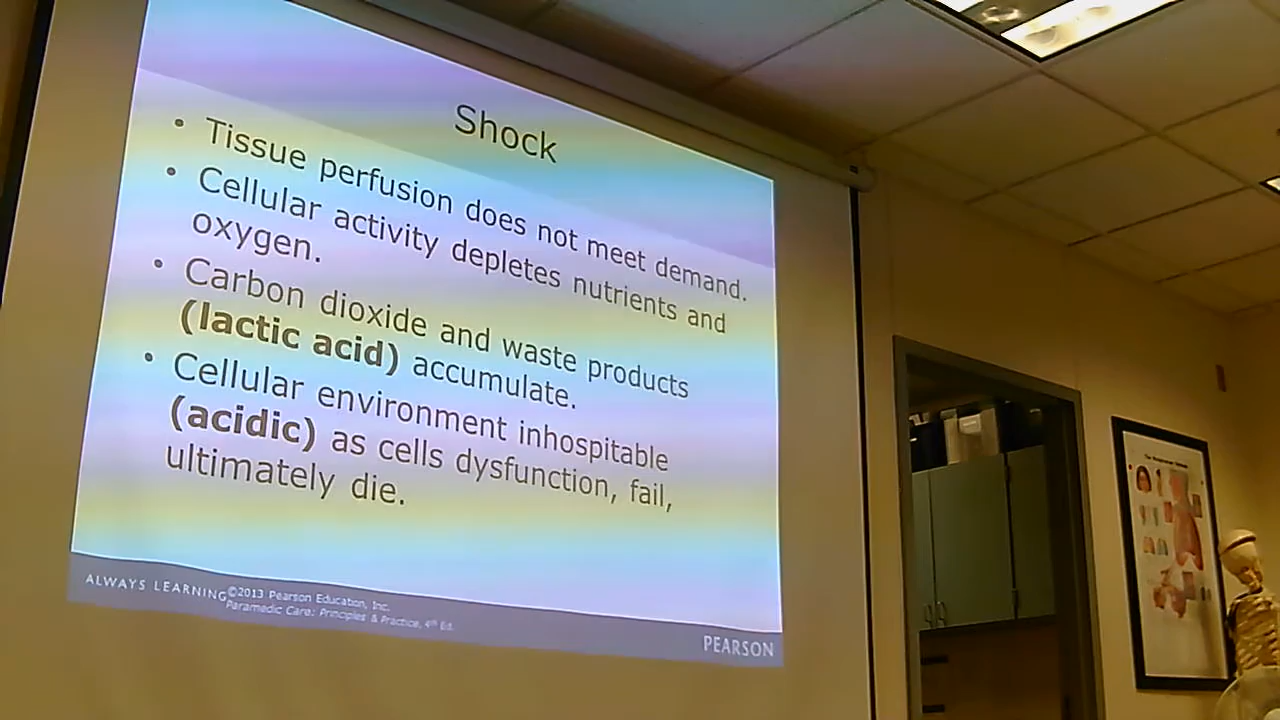 Shock
• Tissue perfusion does not meet demand.
• Cellular activity depletes nutrients and
oxygen.
• Carbon dioxide and waste products
(lactic acid) accumulate.
• Cellular environment inhospitable
(acidic) as cells dysfunction, fail,
ultimately die.
ALWAYS LEARNING
©2013 Pearson Education, Inc.
Paramedic Care: Principles & Practice, 4th Ed.
PEARSON